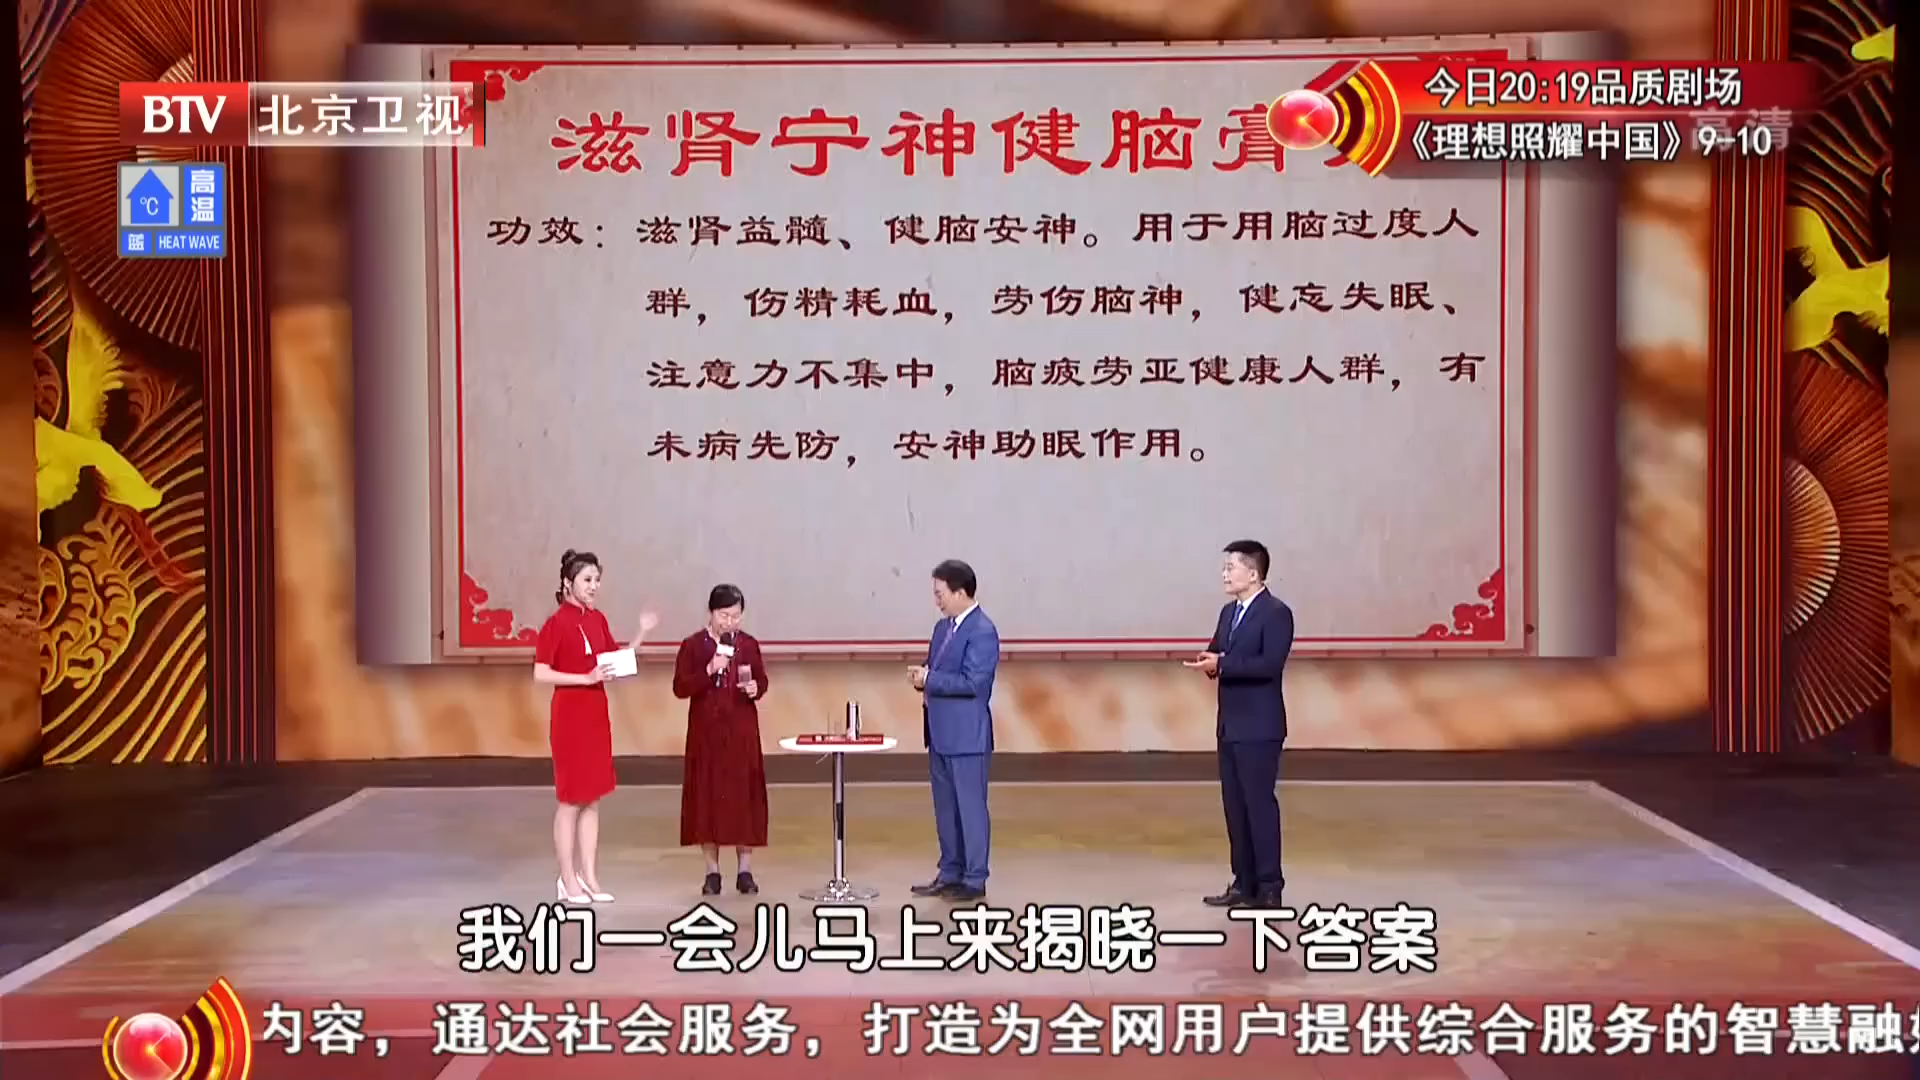 BTV 北京卫视
℃
高温
蓝 HEAT WAVE
今日20:19品质剧场
《理想照耀中国》9-10
高清
滋肾宁神健脑膏
功效：滋肾益髓、健脑安神。用于用脑过度人
群，伤精耗血，劳伤脑神，健忘失眠、
注意力不集中，脑疲劳亚健康人群，有
未病先防，安神助眠作用。
我们一会儿马上来揭晓一下答案
内容，通达社会服务，打造为全网用户提供综合服务的智慧融